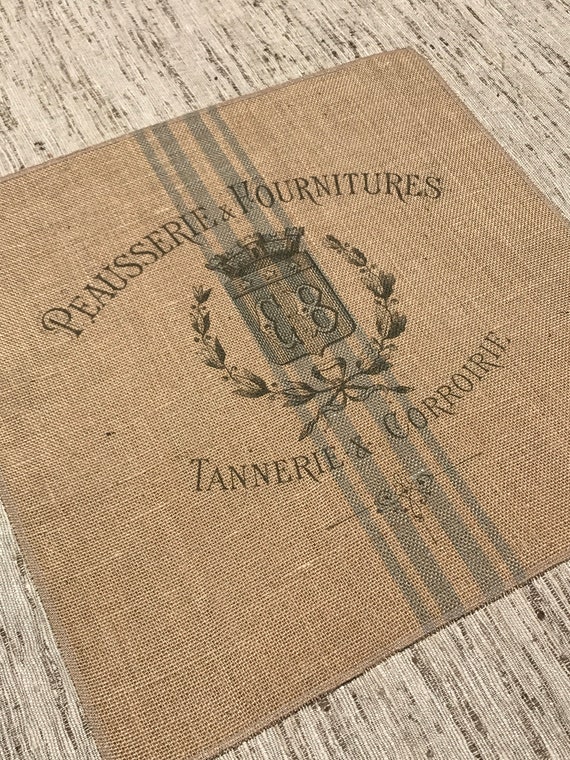 PEAUSSERIE & FOURNITURES
C B
TANNERIE & CORROIRIE